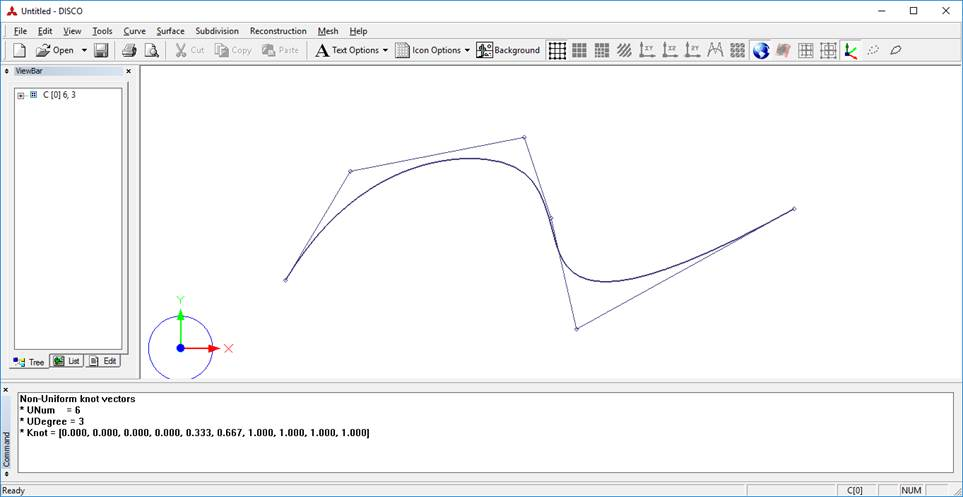 Untitled - DISCO
File Edit View Tools Curve Surface Subdivision Reconstruction Mesh Help
Open Cut Copy Paste Text Options Icon Options Background
ViewBar
C [0] 6, 3
Y
X
Tree List Edit
Non-Uniform knot vectors
* UNum = 6
* UDegree = 3
* Knot = [0.000, 0.000, 0.000, 0.000, 0.333, 0.667, 1.000, 1.000, 1.000, 1.000]
Command
Ready C[0] NUM